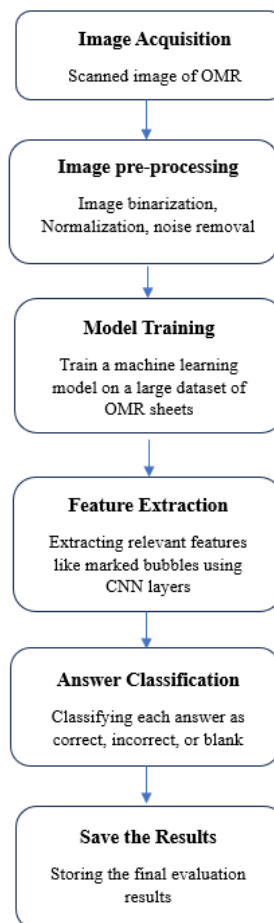 Image Acquisition
Scanned image of OMR
Image pre-processing
Image binarization,
Normalization, noise removal
Model Training
Train a machine learning
model on a large dataset of
OMR sheets
Feature Extraction
Extracting relevant features
like marked bubbles using
CNN layers
Answer Classification
Classifying each answer as
correct, incorrect, or blank
Save the Results
Storing the final evaluation
results